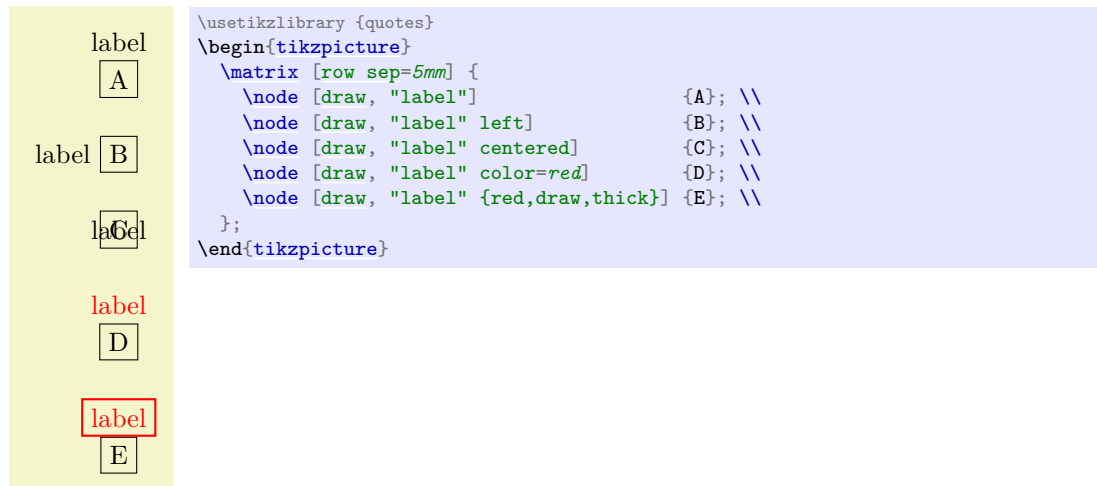 label
A
label B
label
C
label
D
label
E
\usetikzlibrary {quotes}
\begin{tikzpicture}
  \matrix [row sep=5mm] {
    \node [draw, "label"]                  {A}; \\
    \node [draw, "label" left]             {B}; \\
    \node [draw, "label" centered]         {C}; \\
    \node [draw, "label" color=red]        {D}; \\
    \node [draw, "label" {red,draw,thick}] {E}; \\
  };
\end{tikzpicture}